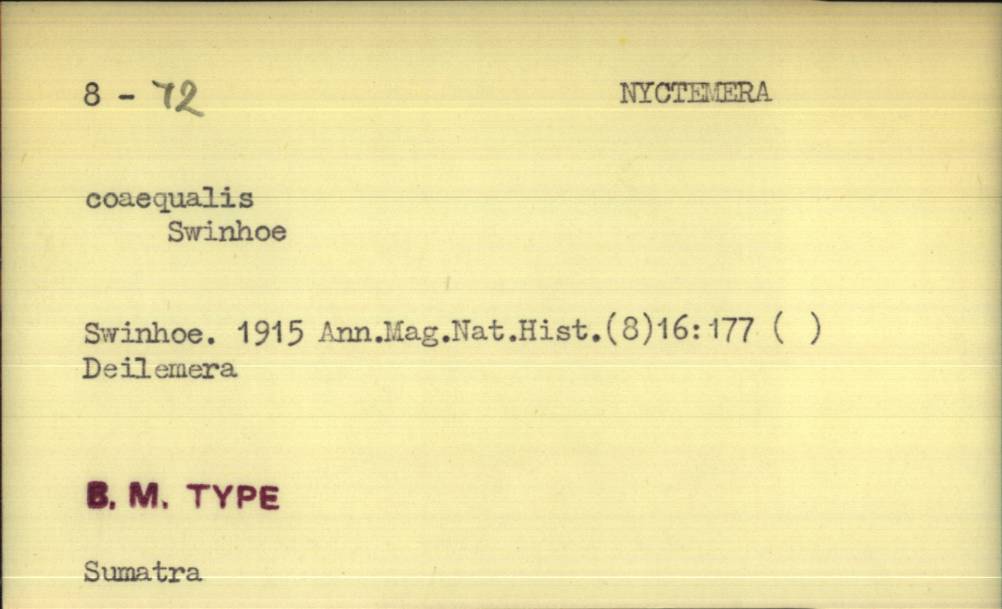 8 - 72 NYCTEMERA
coaequalis
Swinhoe
Swinhoe. 1915 Ann.Mag.Nat.Hist.(8)16:177 ( )
Deilemera
B. M. TYPE
Sumatra